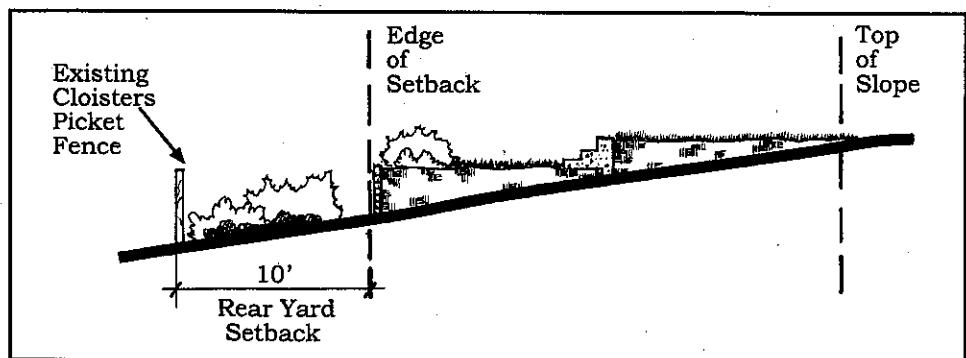 Existing
Cloisters
Picket
Fence
Edge
of
Setback
Top
of
Slope
10'
Rear Yard
Setback